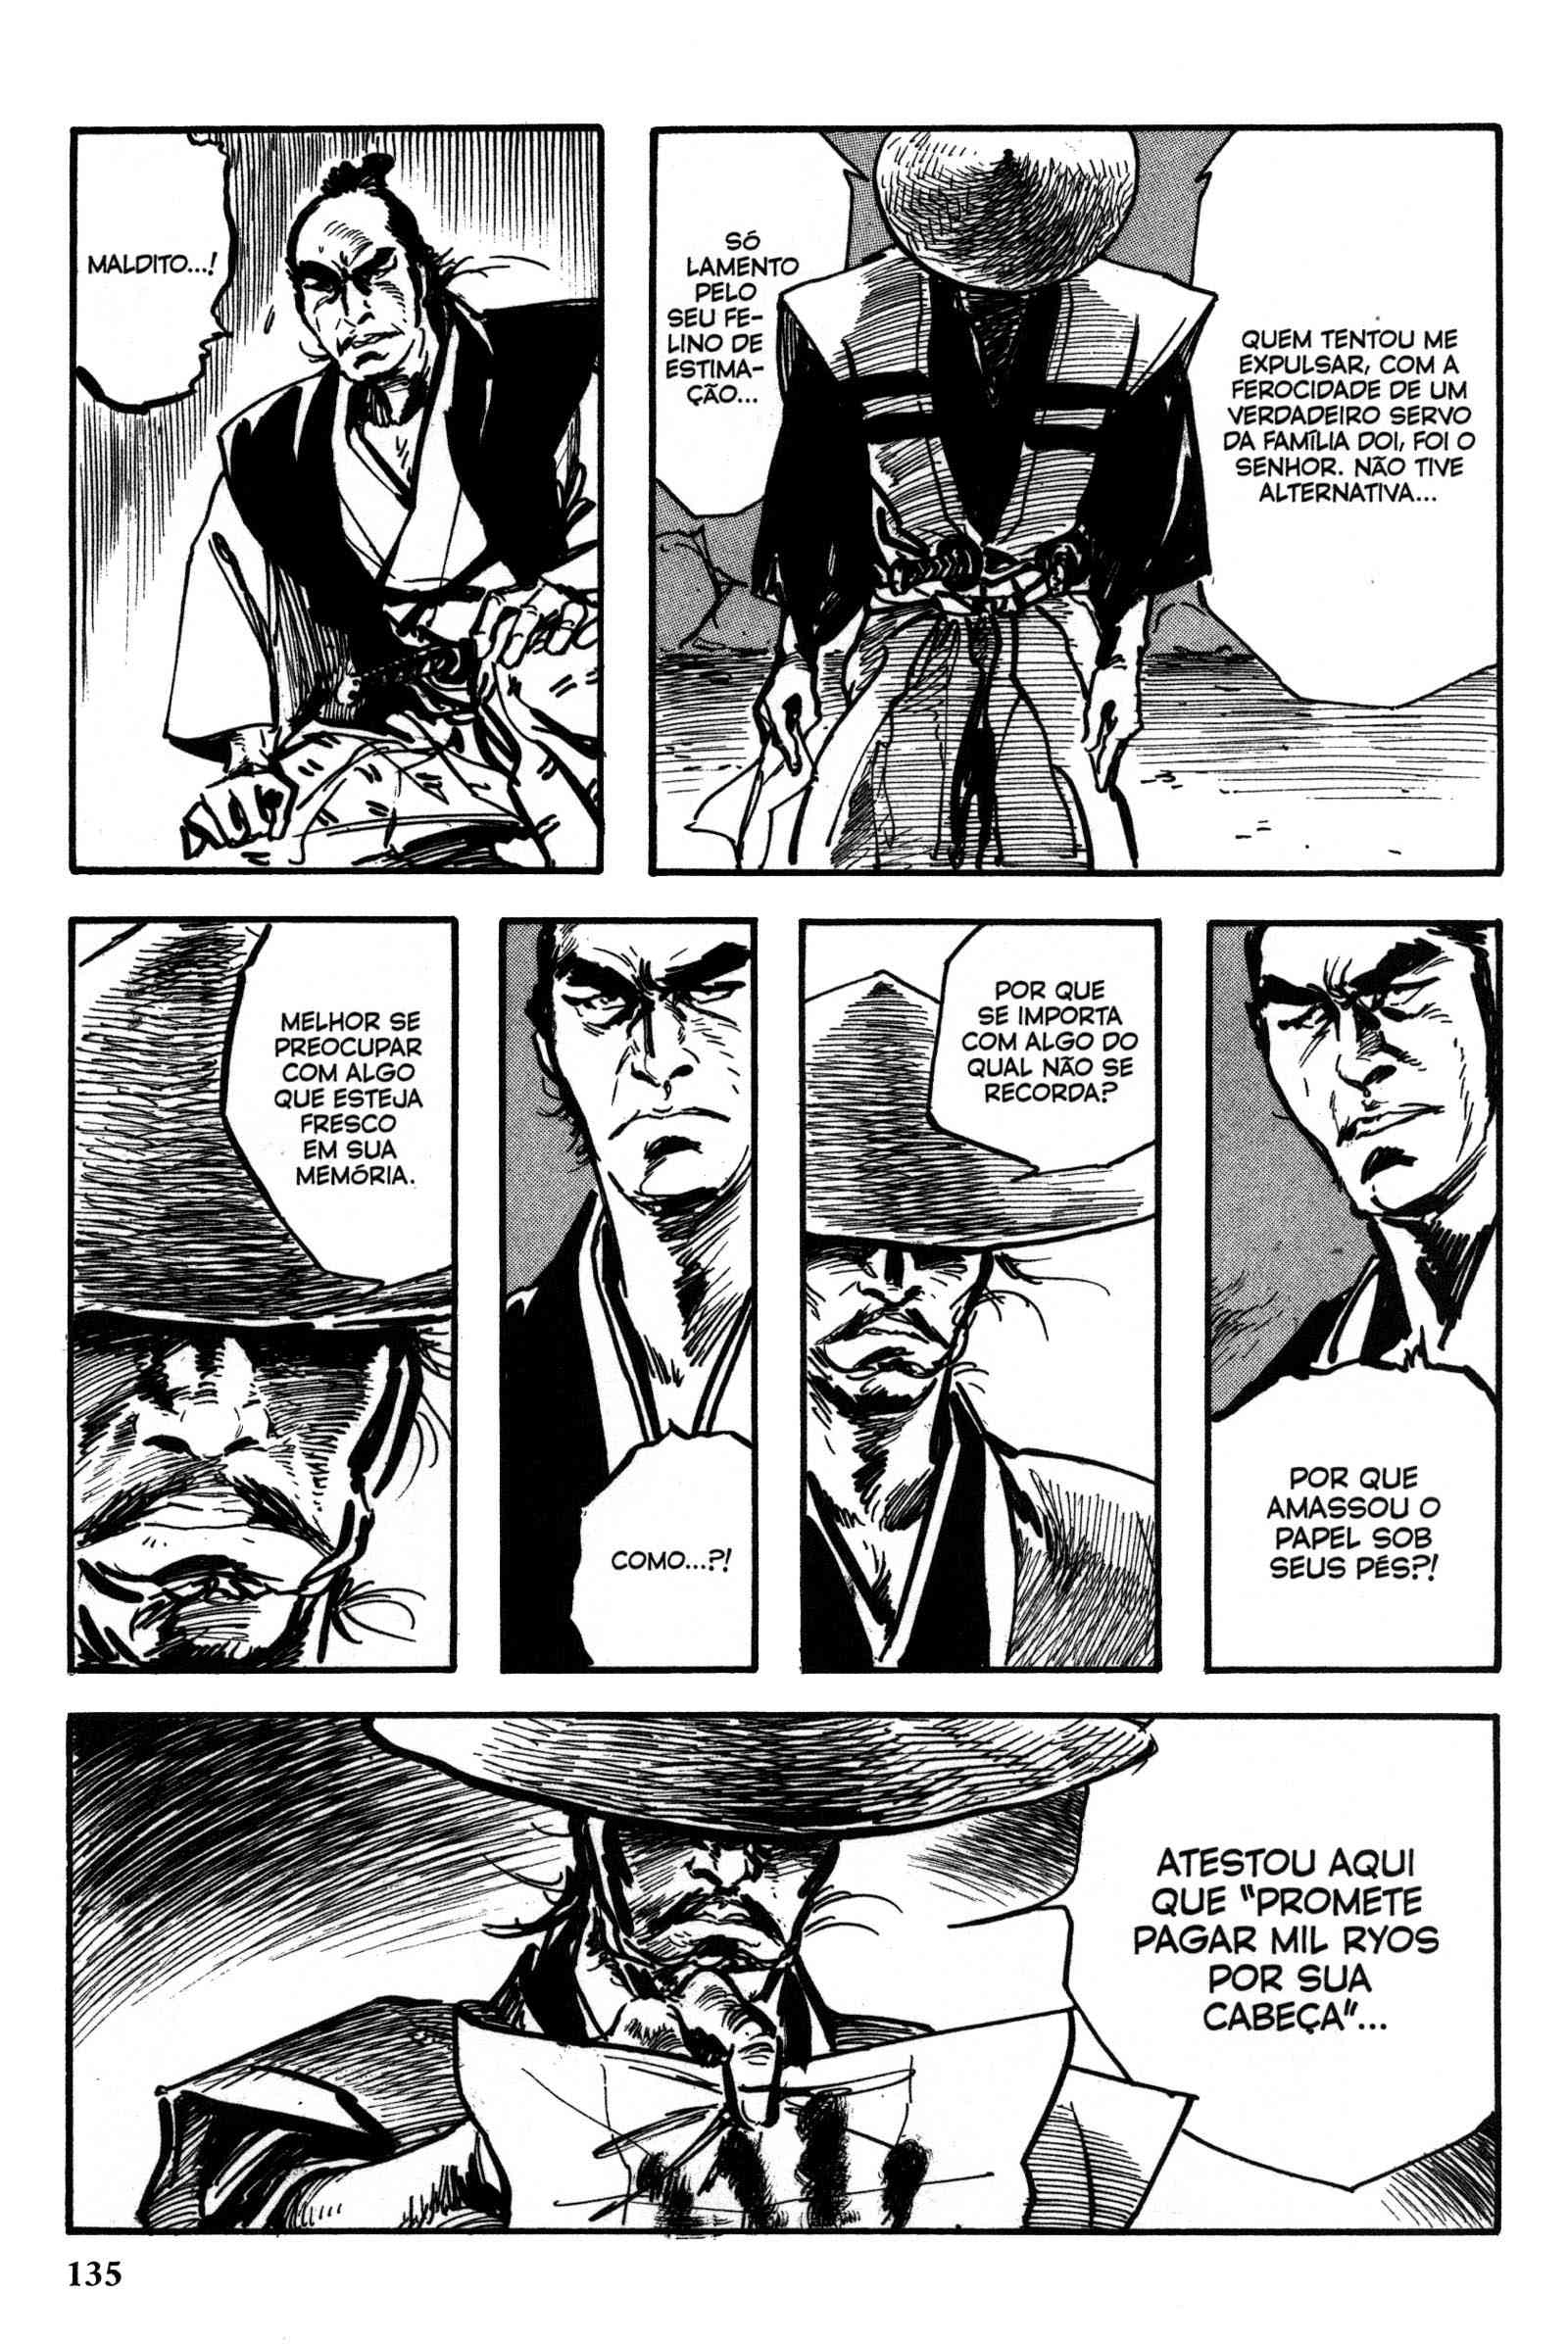 QUEM TENTOU ME
EXPULSAR, COM A
FEROCIDADE DE UM
VERDADEIRO SERVO
DA FAMÍLIA DOI, FOI O
SENHOR. NÃO TIVE
ALTERNATIVA...
SÓ
LAMENTO
PELO
SEU FE-
LINO DE
ESTIMA-
ÇÃO...
MALDITO...!
POR QUE
AMASSOU O
PAPEL SOB
SEUS PÉS?!
POR QUE
SE IMPORTA
COM ALGO DO
QUAL NÃO SE
RECORDA?
COMO...?!
MELHOR SE
PREOCUPAR
COM ALGO
QUE ESTEJA
FRESCO
EM SUA
MEMÓRIA.
ATESTOU AQUI
QUE "PROMETE
PAGAR MIL RYOS
POR SUA
CABEÇA"...
135